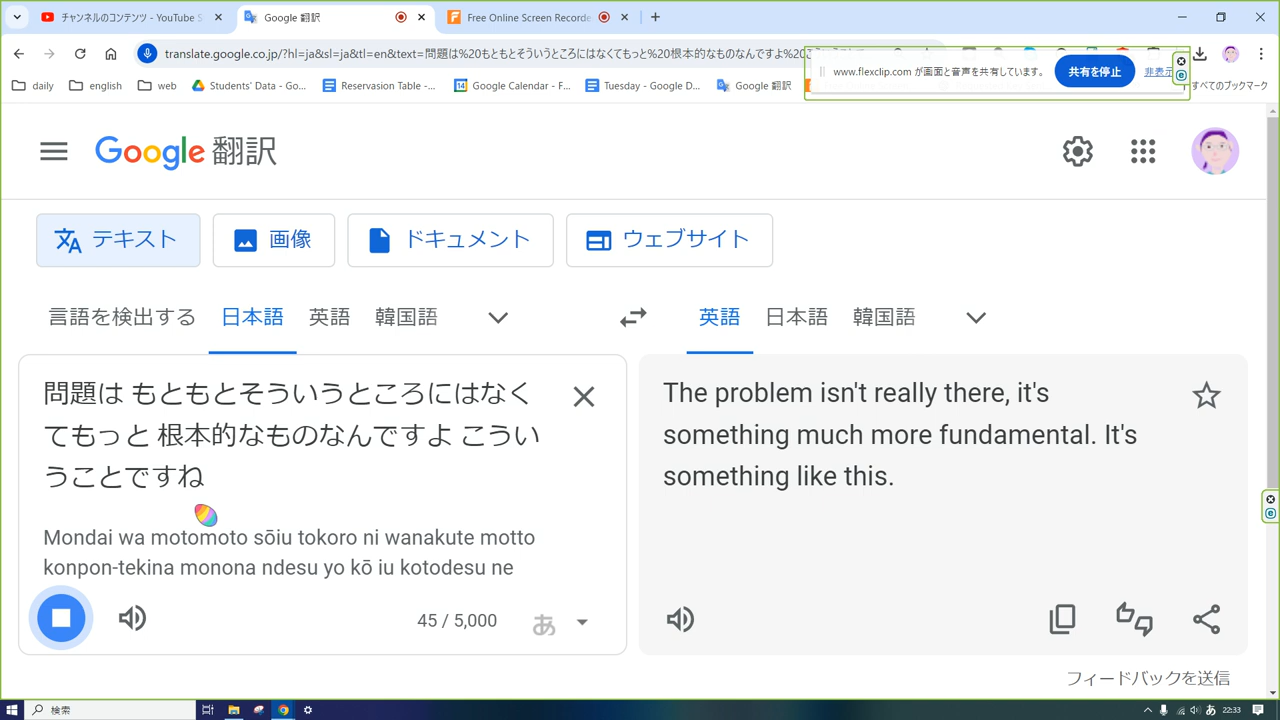 チャンネルのコンテンツ - YouTube S
Google 翻訳
Free Online Screen Recorde
translate.google.co.jp/?hl=ja&sl=ja&tl=en&text=問題は%20もともとそういうところにはなくてもっと%20根本的なものなんですよ%20
www.flexclip.com が画面と音声を共有しています。
共有を停止
非表示
daily
english
web
Students' Data - Go...
Reservation Table -...
Google Calendar - F...
Tuesday - Google D...
Google 翻訳
すべてのブックマーク
Google 翻訳
テキスト
画像
ドキュメント
ウェブサイト
言語を検出する
日本語
英語
韓国語
英語
日本語
韓国語
問題は もともとそういうところにはなく
てもっと 根本的なものなんですよ こうい
うことですね
Mondai wa motomoto sōiu tokoro ni wanakute motto
konpon-tekina monona ndesu yo kō iu kotodesu ne
45 / 5,000
あ
The problem isn't really there, it's
something much more fundamental. It's
something like this.
フィードバックを送信
検索
あ
22:33